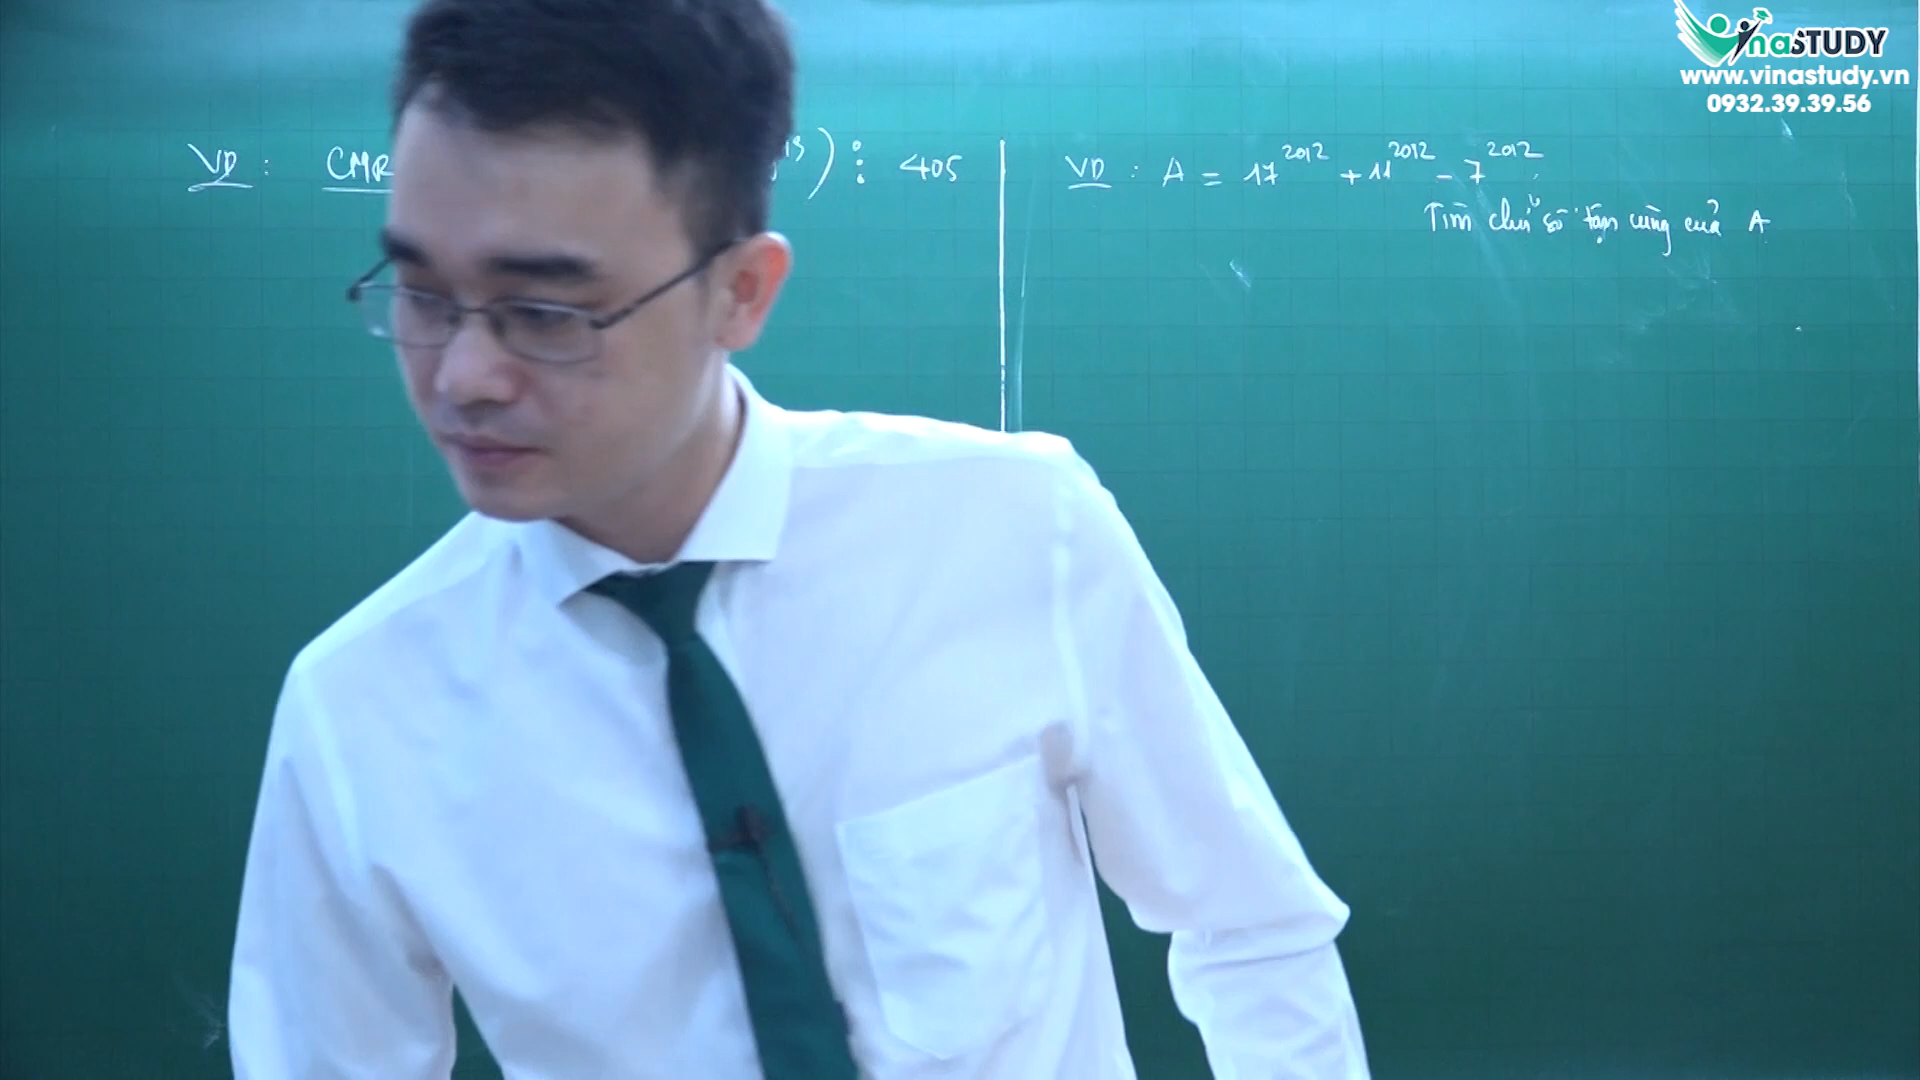 VinaSTUDY
www.vinastudy.vn
0932.39.39.56
VD : CMR ) ⋮ 405
VD : A = 17^2012 + 11^2012 - 7^2012
Tìm chữ số tận cùng của A